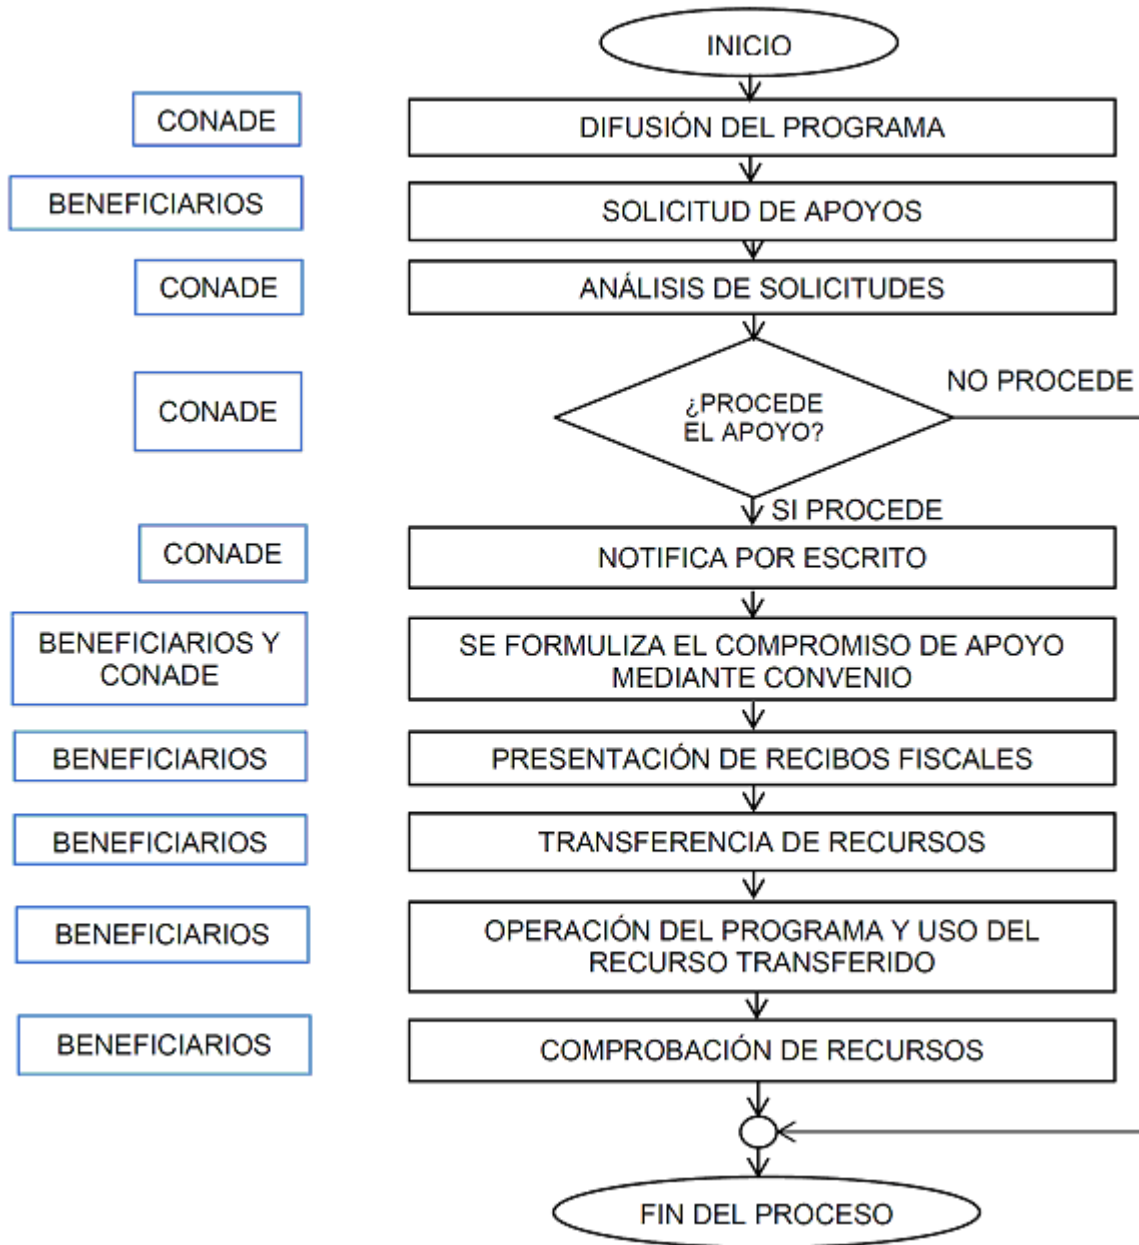 INICIO
CONADE
DIFUSIÓN DEL PROGRAMA
BENEFICIARIOS
SOLICITUD DE APOYOS
CONADE
ANÁLISIS DE SOLICITUDES
CONADE
¿PROCEDE
EL APOYO?
NO PROCEDE
SI PROCEDE
CONADE
NOTIFICA POR ESCRITO
BENEFICIARIOS Y
CONADE
SE FORMULIZA EL COMPROMISO DE APOYO
MEDIANTE CONVENIO
BENEFICIARIOS
PRESENTACIÓN DE RECIBOS FISCALES
BENEFICIARIOS
TRANSFERENCIA DE RECURSOS
BENEFICIARIOS
OPERACIÓN DEL PROGRAMA Y USO DEL
RECURSO TRANSFERIDO
BENEFICIARIOS
COMPROBACIÓN DE RECURSOS
FIN DEL PROCESO